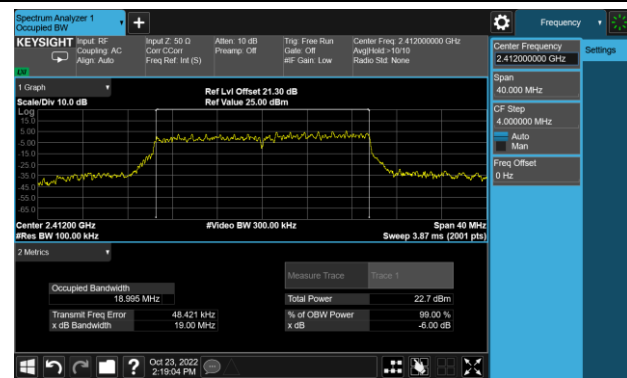 Spectrum Analyzer 1
Occupied BW
+
Frequency
KEYSIGHT
Input: RF
Coupling: AC
Align: Auto
Input Z: 50 Ω
Corr CCorr
Freq Ref: Int (S)
Atten: 10 dB
Preamp: Off
Trig: Free Run
Gate: Off
#IF Gain: Low
Center Freq: 2.412000000 GHz
Avg|Hold:>10/10
Radio Std: None
Center Frequency
2.412000000 GHz
Settings
Span
40.000 MHz
CF Step
4.000000 MHz
Auto
Man
Freq Offset
0 Hz
1 Graph
Scale/Div 10.0 dB
Ref Lvl Offset 21.30 dB
Ref Value 25.00 dBm
Log
15.0
5.00
-5.00
-15.0
-25.0
-35.0
-45.0
-55.0
-65.0
Center 2.41200 GHz
#Res BW 100.00 kHz
#Video BW 300.00 kHz
Span 40 MHz
Sweep 3.87 ms (2001 pts)
2 Metrics
Measure Trace
Trace 1
Occupied Bandwidth
18.995 MHz
Total Power
22.7 dBm
Transmit Freq Error
48.421 kHz
% of OBW Power
99.00 %
x dB Bandwidth
19.00 MHz
x dB
-6.00 dB
?
Oct 23, 2022
2:19:04 PM